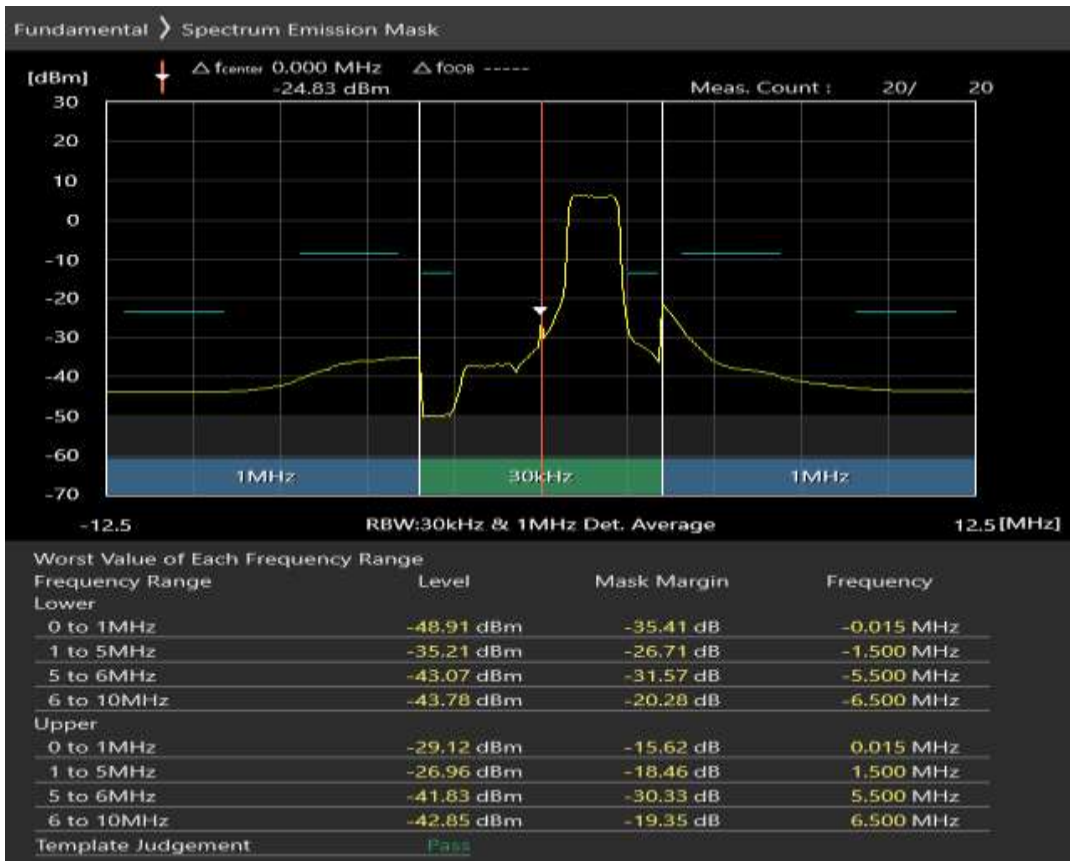 Fundamental ❭ Spectrum Emission Mask
[dBm] △ fcenter 0.000 MHz △ fOOB -----
-24.83 dBm Meas. Count : 20/ 20
30
20
10
0
-10
-20
-30
-40
-50
-60
1MHz 30kHz 1MHz
-70
-12.5 RBW:30kHz & 1MHz Det. Average 12.5 [MHz]
Worst Value of Each Frequency Range
Frequency Range Level Mask Margin Frequency
Lower
0 to 1MHz -48.91 dBm -35.41 dB -0.015 MHz
1 to 5MHz -35.21 dBm -26.71 dB -1.500 MHz
5 to 6MHz -43.07 dBm -31.57 dB -5.500 MHz
6 to 10MHz -43.78 dBm -20.28 dB -6.500 MHz
Upper
0 to 1MHz -29.12 dBm -15.62 dB 0.015 MHz
1 to 5MHz -26.96 dBm -18.46 dB 1.500 MHz
5 to 6MHz -41.83 dBm -30.33 dB 5.500 MHz
6 to 10MHz -42.85 dBm -19.35 dB 6.500 MHz
Template Judgement Pass